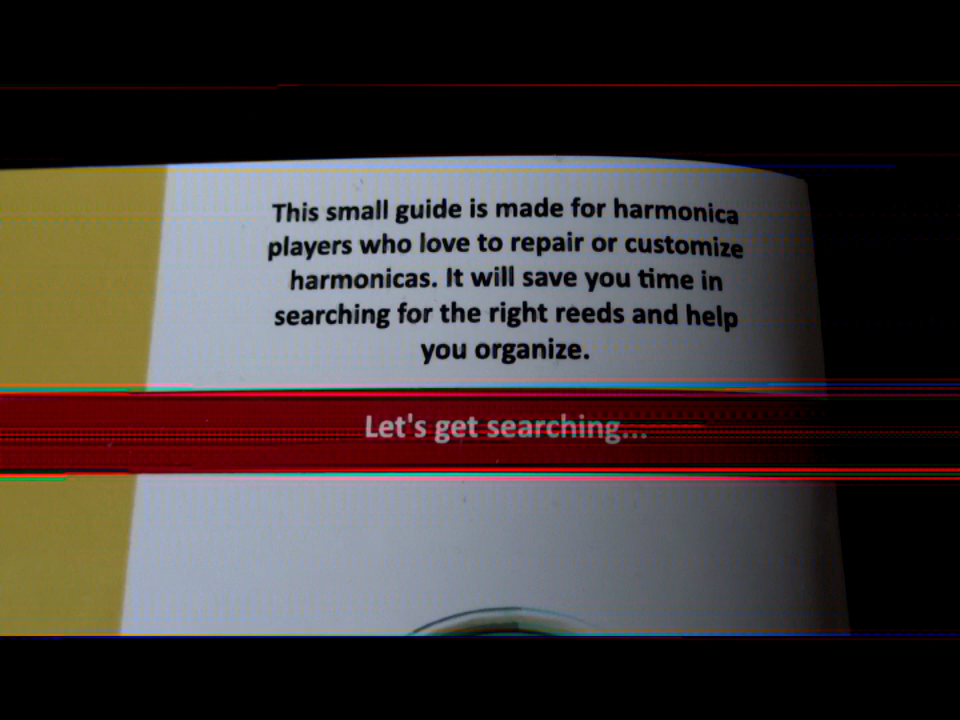 This small guide is made for harmonica
players who love to repair or customize
harmonicas. It will save you time in
searching for the right reeds and help
you organize.
Let's get searching...